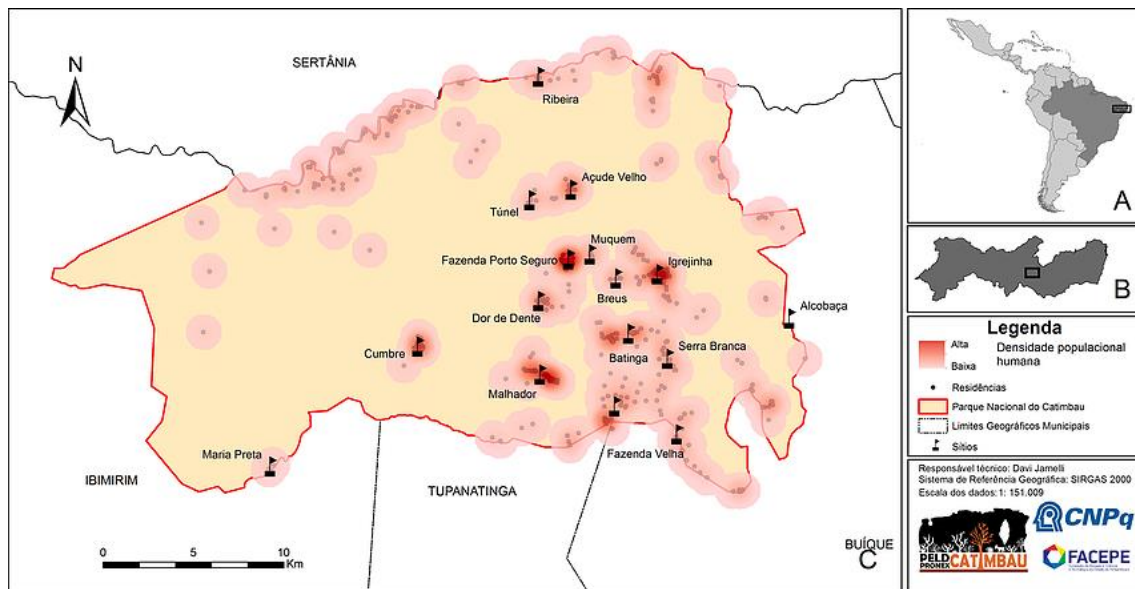 SERTÂNIA
N
Ribeira
Açude Velho
Túnel
Muquem
Fazenda Porto Seguro
Igrejinha
Breus
Dor de Dente
Alcobaça
Cumbre
Batinga
Serra Branca
Malhador
Maria Preta
Fazenda Velha
IBIMIRIM
TUPANATINGA
BUÍQUE
0 5 10
Km
C
A
B
Legenda
Alta
Baixa
Densidade populacional
humana
Residências
Parque Nacional do Catimbau
Limites Geográficos Municipais
Sítios
Responsável técnico: Davi Jamelli
Sistema de Referência Geográfica: SIRGAS 2000
Escala dos dados:1: 151.009
PELD
PRONEX CATIMBAU
CNPq
FACEPE